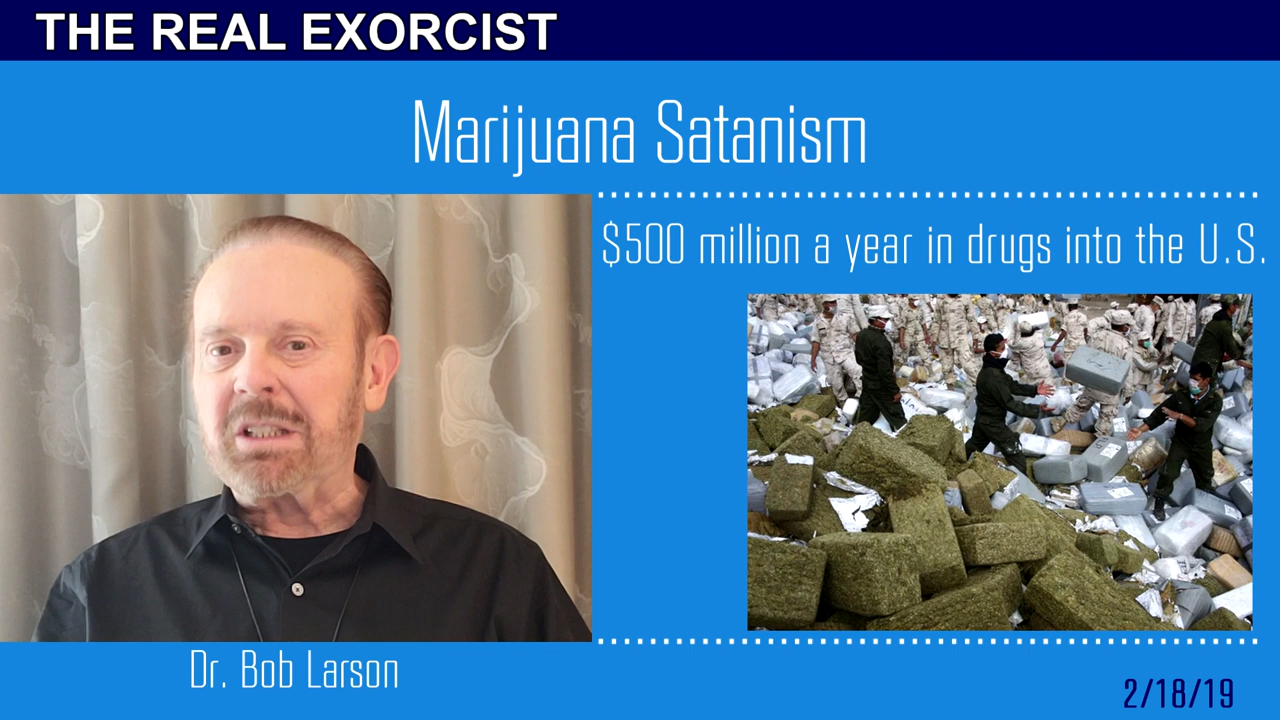 THE REAL EXORCIST
Marijuana Satanism
$500 million a year in drugs into the U.S.
Dr. Bob Larson
2/18/19